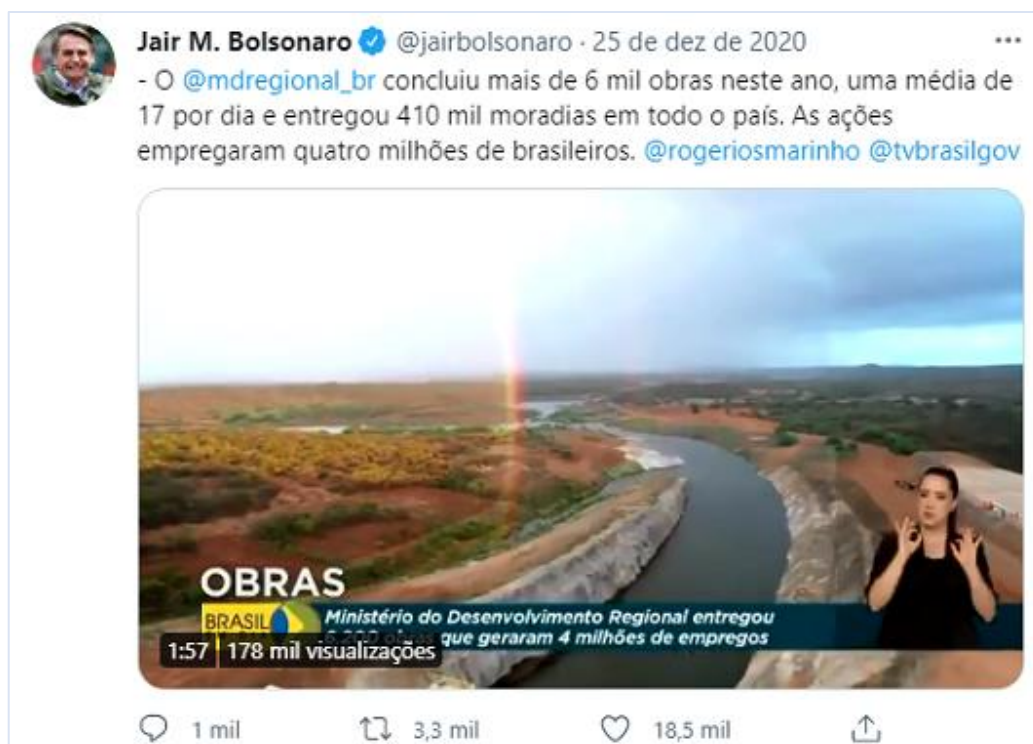 Jair M. Bolsonaro @jairbolsonaro · 25 de dez de 2020
- O @mdregional_br concluiu mais de 6 mil obras neste ano, uma média de
17 por dia e entregou 410 mil moradias em todo o país. As ações
empregaram quatro milhões de brasileiros. @rogeriosmarinho @tvbrasilgov
OBRAS
BRASIL
Ministério do Desenvolvimento Regional entregou
6.200 obras que geraram 4 milhões de empregos
1:57 178 mil visualizações
1 mil 3,3 mil 18,5 mil